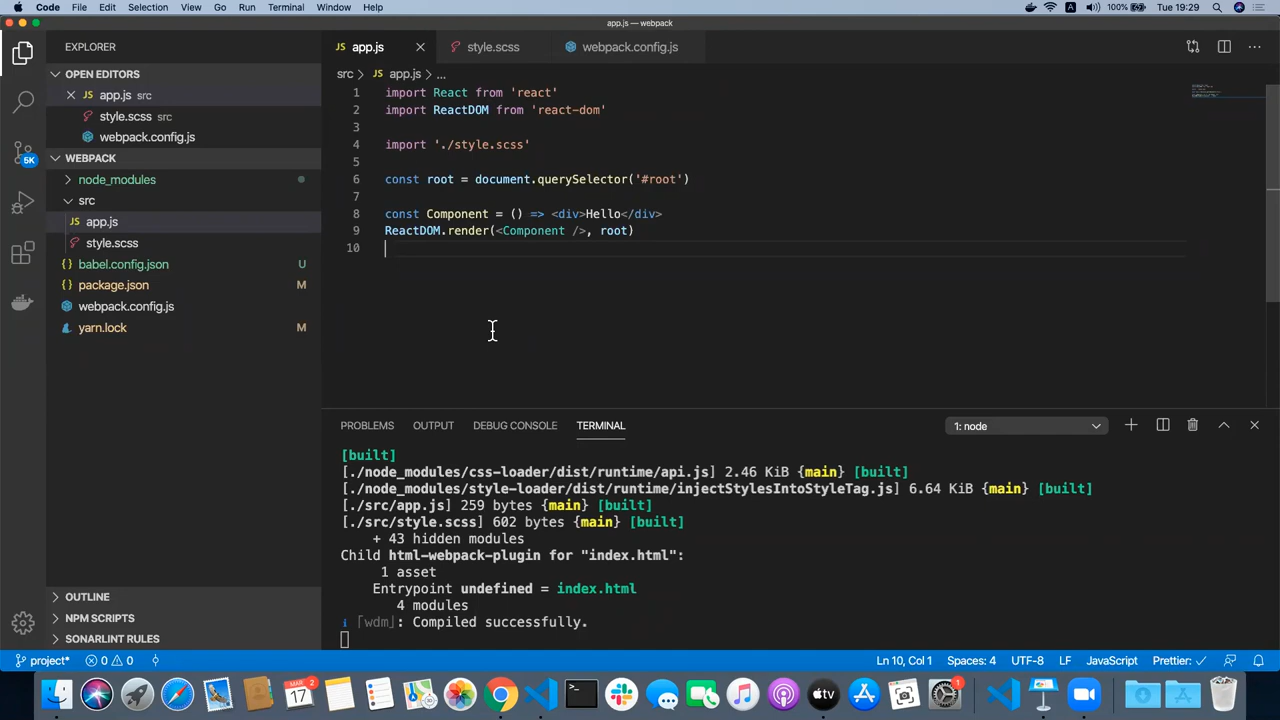 Code File Edit Selection View Go Run Terminal Window Help A 100% Tue 19:29
app.js — webpack
EXPLORER
OPEN EDITORS
app.js src
style.scss src
webpack.config.js
WEBPACK
node_modules
src
JS app.js
style.scss
{} babel.config.json U
{} package.json M
webpack.config.js
yarn.lock M
OUTLINE
NPM SCRIPTS
SONARLINT RULES
5K
JS app.js style.scss webpack.config.js
src > JS app.js > ...
1 import React from 'react'
2 import ReactDOM from 'react-dom'
3
4 import './style.scss'
5
6 const root = document.querySelector('#root')
7
8 const Component = () => <div>Hello</div>
9 ReactDOM.render(<Component />, root)
10
PROBLEMS OUTPUT DEBUG CONSOLE TERMINAL 1: node
[built]
[./node_modules/css-loader/dist/runtime/api.js] 2.46 KiB {main} [built]
[./node_modules/style-loader/dist/runtime/injectStylesIntoStyleTag.js] 6.64 KiB {main} [built]
[./src/app.js] 259 bytes {main} [built]
[./src/style.scss] 602 bytes {main} [built]
+ 43 hidden modules
Child html-webpack-plugin for "index.html":
1 asset
Entrypoint undefined = index.html
4 modules
i ｢wdm｣: Compiled successfully.
project* 0 0 Ln 10, Col 1 Spaces: 4 UTF-8 LF JavaScript Prettier: ✓
MAR 2
17
tv
1